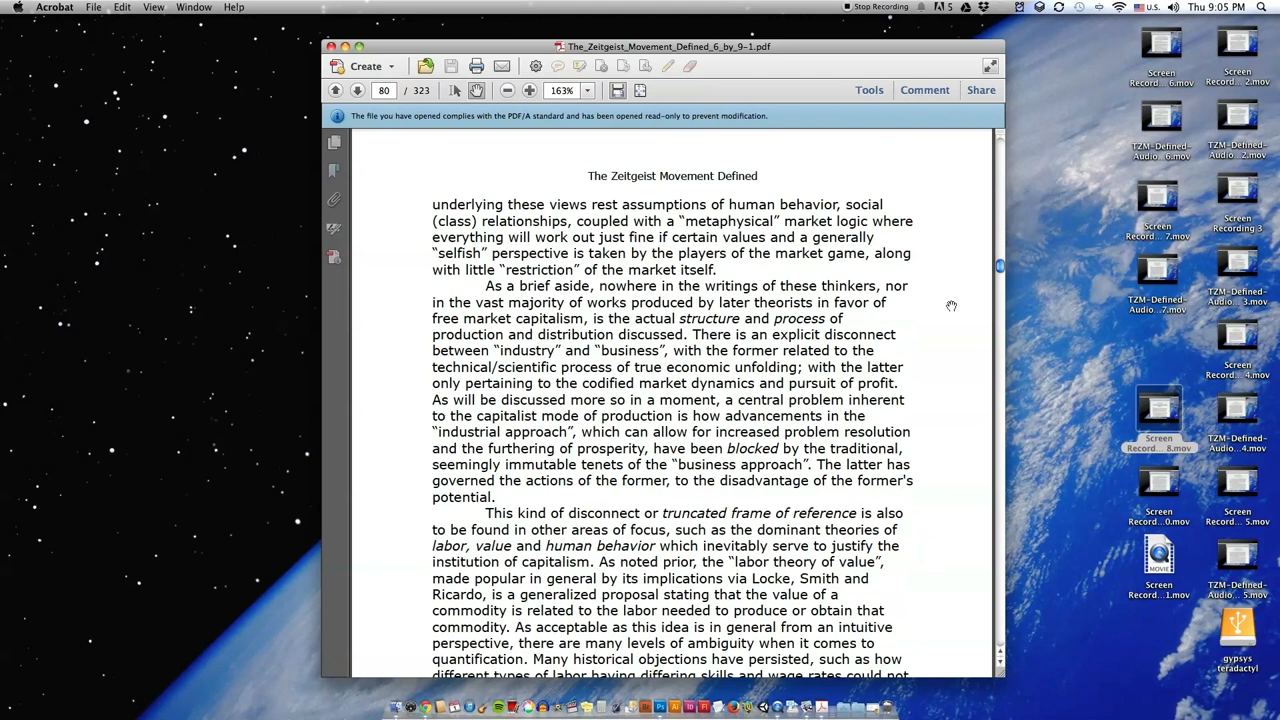 Acrobat File Edit View Window Help
Stop Recording 5 U.S. Thu 9:05 PM
The_Zeitgeist_Movement_Defined_6_by_9-1.pdf
Create
80 / 323 163% Tools Comment Share
The file you have opened complies with the PDF/A standard and has been opened read-only to prevent modification.
The Zeitgeist Movement Defined
underlying these views rest assumptions of human behavior, social
(class) relationships, coupled with a “metaphysical” market logic where
everything will work out just fine if certain values and a generally
“selfish” perspective is taken by the players of the market game, along
with little “restriction” of the market itself.
As a brief aside, nowhere in the writings of these thinkers, nor
in the vast majority of works produced by later theorists in favor of
free market capitalism, is the actual structure and process of
production and distribution discussed. There is an explicit disconnect
between “industry” and “business”, with the former related to the
technical/scientific process of true economic unfolding; with the latter
only pertaining to the codified market dynamics and pursuit of profit.
As will be discussed more so in a moment, a central problem inherent
to the capitalist mode of production is how advancements in the
“industrial approach”, which can allow for increased problem resolution
and the furthering of prosperity, have been blocked by the traditional,
seemingly immutable tenets of the “business approach”. The latter has
governed the actions of the former, to the disadvantage of the former's
potential.
This kind of disconnect or truncated frame of reference is also
to be found in other areas of focus, such as the dominant theories of
labor, value and human behavior which inevitably serve to justify the
institution of capitalism. As noted prior, the “labor theory of value”,
made popular in general by its implications via Locke, Smith and
Ricardo, is a generalized proposal stating that the value of a
commodity is related to the labor needed to produce or obtain that
commodity. As acceptable as this idea is in general from an intuitive
perspective, there are many levels of ambiguity when it comes to
quantification. Many historical objections have persisted, such as how
different types of labor having differing skills and wage rates could not
Screen
Record... 6.mov
Screen
Record... 2.mov
TZM-Defined-
Audio...6.mov
TZM-Defined-
Audio...2.mov
Screen
Record... 7.mov
Screen
Recording 3
TZM-Defined-
Audio...7.mov
TZM-Defined-
Audio... 3.mov
Screen
Record... 4.mov
Screen
Record... 8.mov
TZM-Defined-
Audio...4.mov
Screen
Record...0.mov
Screen
Record... 5.mov
MOVIE
Screen
Record...1.mov
TZM-Defined-
Audio... 5.mov
gypsys
teradactyl